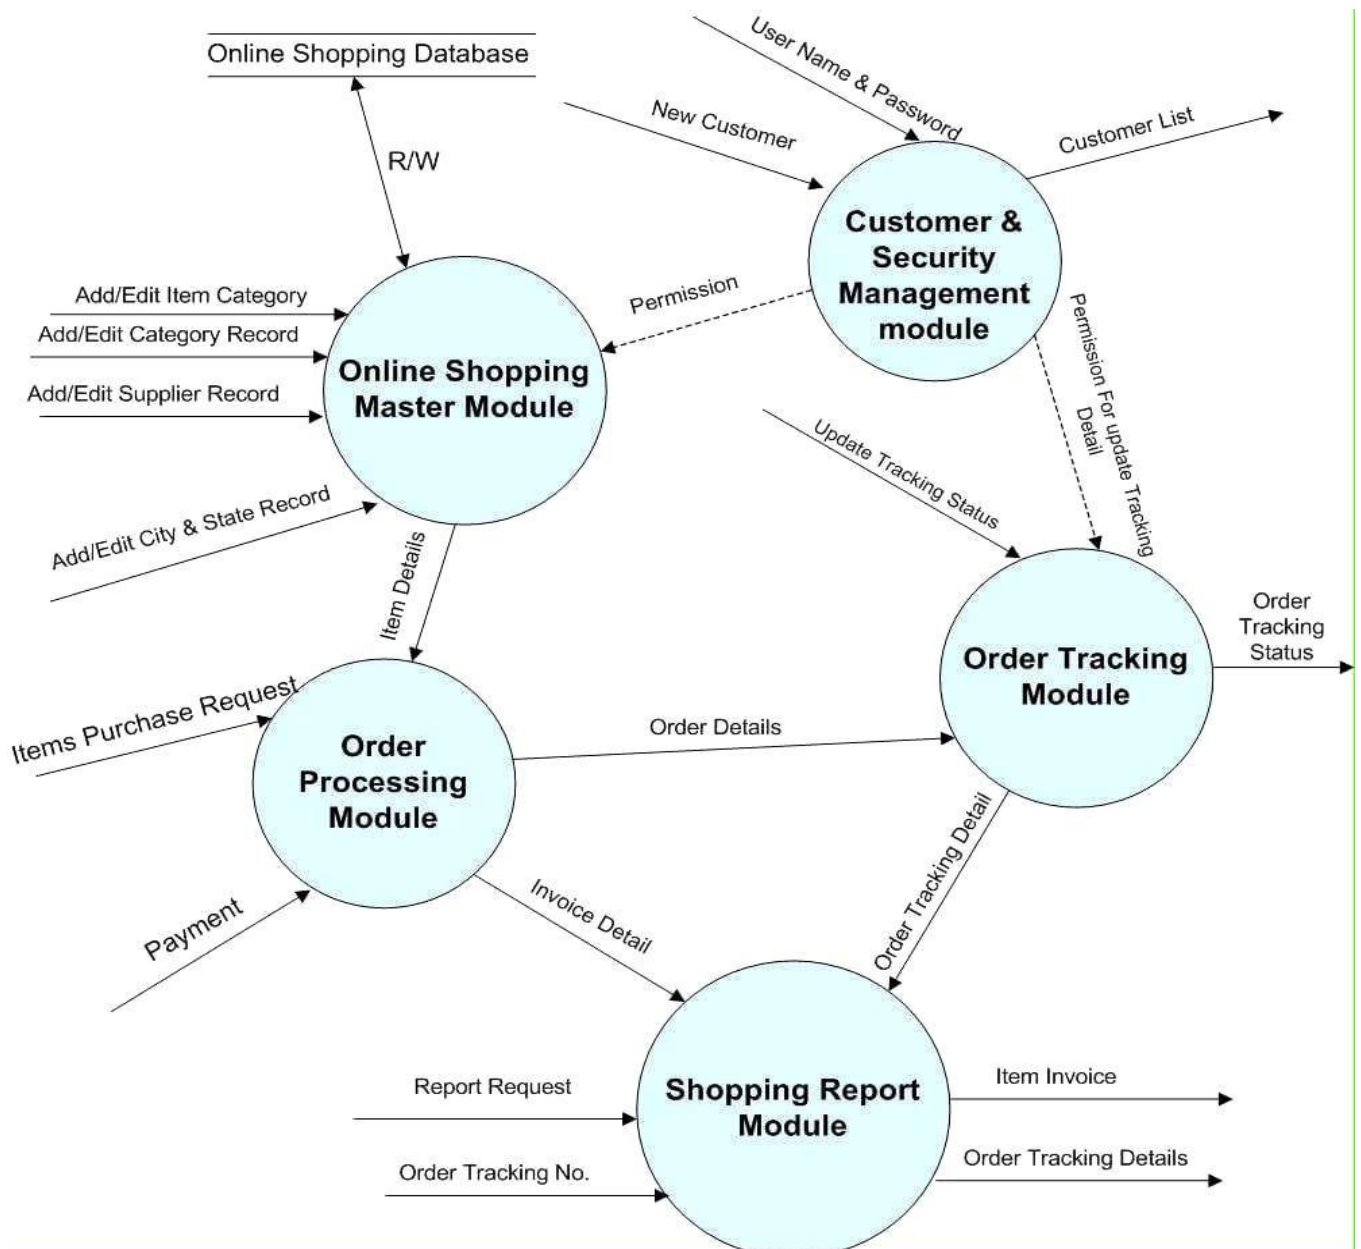 Online Shopping Database
User Name & Password
New Customer
Customer List
R/W
Customer &
Security
Management
module
Permission
Add/Edit Item Category
Add/Edit Category Record
Add/Edit Supplier Record
Online Shopping
Master Module
Permission For update Tracking
Detail
Update Tracking Status
Add/Edit City & State Record
Item Details
Order
Tracking
Status
Order Tracking
Module
Items Purchase Request
Order Details
Order
Processing
Module
Order Tracking Detail
Payment
Invoice Detail
Shopping Report
Module
Report Request
Item Invoice
Order Tracking No.
Order Tracking Details